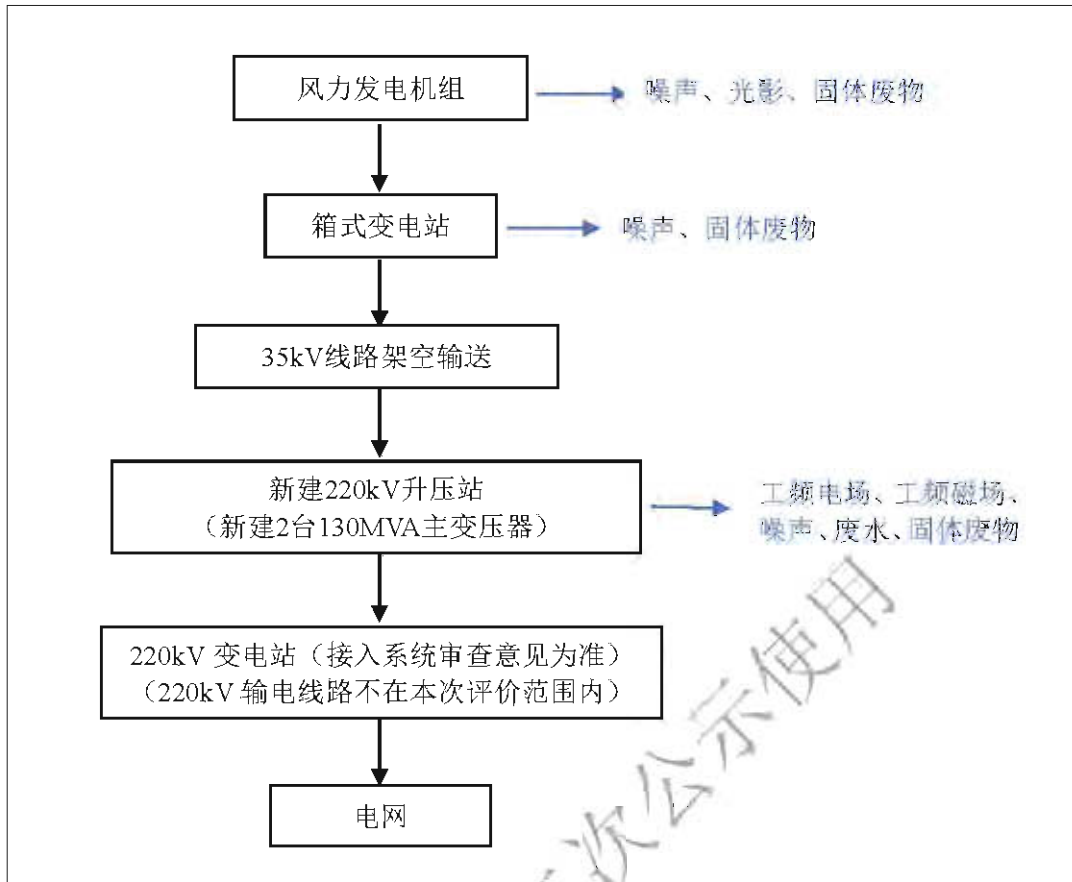 风力发电机组
噪声、光影、固体废物
箱式变电站
噪声、固体废物
35kV线路架空输送
新建220kV升压站
（新建2台130MVA主变压器）
工频电场、工频磁场、
噪声、废水、固体废物
220kV 变电站（接入系统审查意见为准）
（220kV 输电线路不在本次评价范围内）
电网
次公示使用